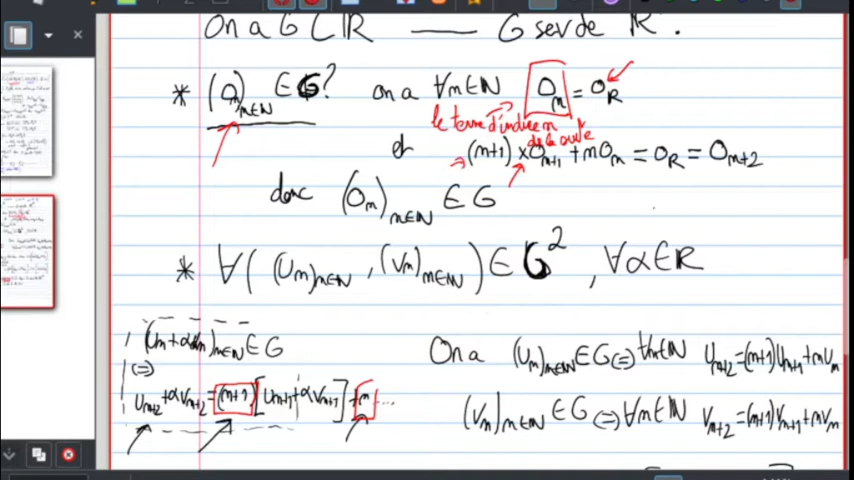 On a G ⊂ ℝ — G sev de ℝ.
* (0n)n∈ℕ ∈ G ? on a ∀n∈ℕ 0n = 0ℝ
le terme d'indice n
de la suite
et (n+1) × 0n+1 + n0n = 0ℝ = 0n+2
donc (0n)n∈ℕ ∈ G
* ∀((Un)n∈ℕ, (Vn)n∈ℕ) ∈ G², ∀α∈ℝ
(Un+αVn)n∈ℕ ∈ G
⇔
Un+2 + αVn+2 = (n+1)[Un+1 + αVn+1] + n...
On a (Un)n∈ℕ ∈ G ⇔ ∀n∈ℕ Un+2 = (n+1)Un+1 + nUn
(Vn)n∈ℕ ∈ G ⇔ ∀n∈ℕ Vn+2 = (n+1)Vn+1 + nVn